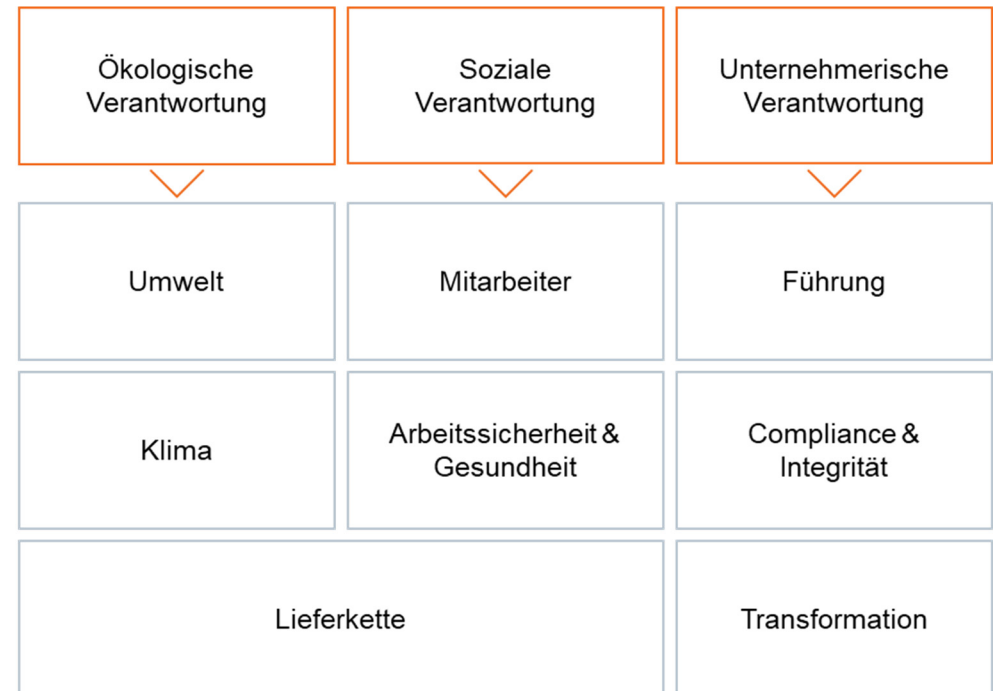 Ökologische
Verantwortung
Soziale
Verantwortung
Unternehmerische
Verantwortung
Umwelt
Mitarbeiter
Führung
Klima
Arbeitssicherheit &
Gesundheit
Compliance &
Integrität
Lieferkette
Transformation